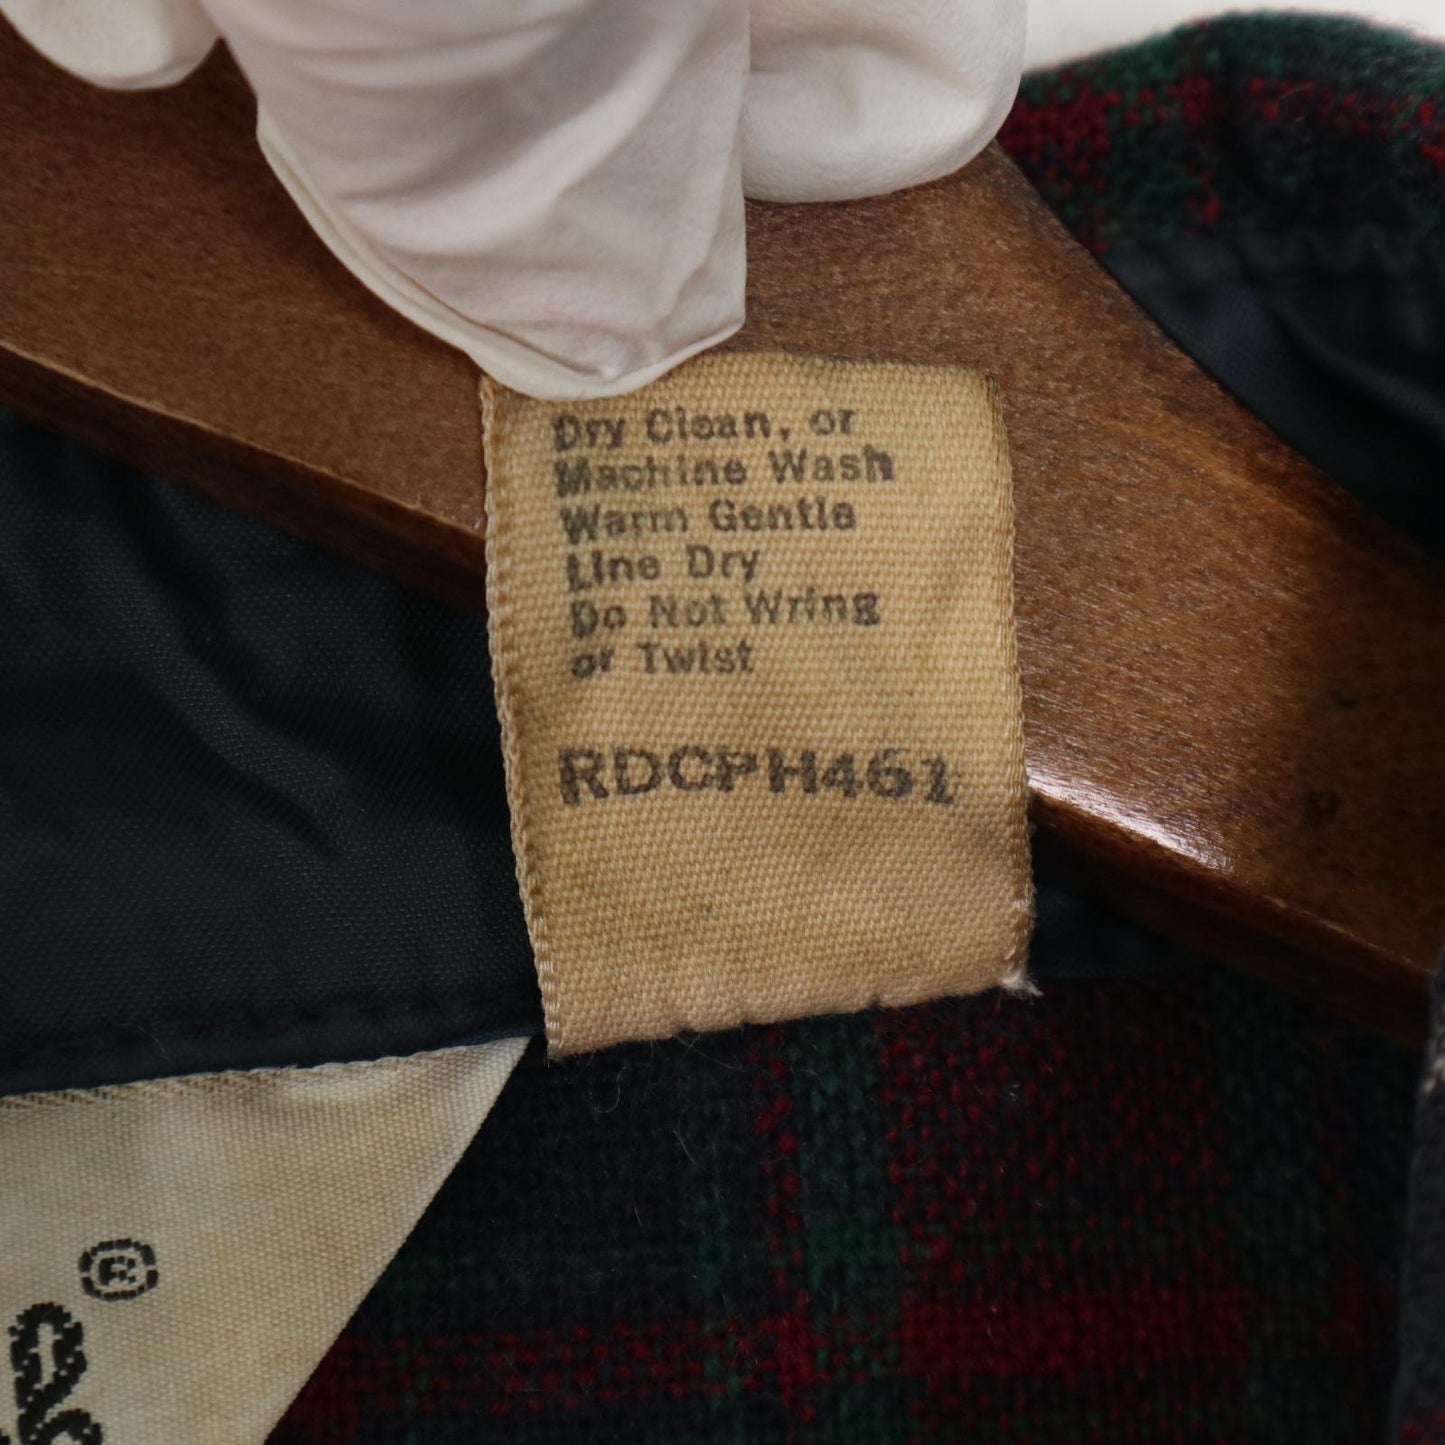 Dry Clean, or
Machine Wash
Warm Gentle
Line Dry
Do Not Wring
or Twist
RDCPH461
®